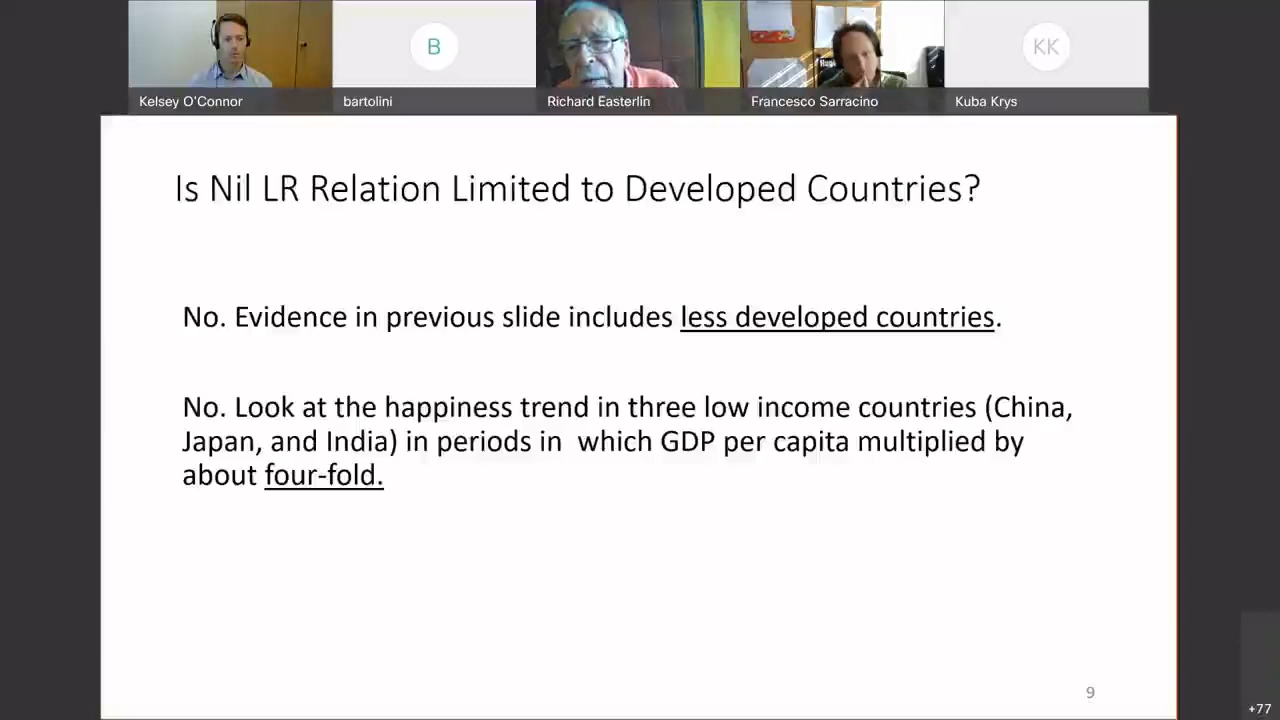 B
KK
Kelsey O'Connor
bartolini
Richard Easterlin
Francesco Sarracino
Kuba Krys
Is Nil LR Relation Limited to Developed Countries?
No. Evidence in previous slide includes less developed countries.
No. Look at the happiness trend in three low income countries (China,
Japan, and India) in periods in  which GDP per capita multiplied by
about four-fold.
9
+77